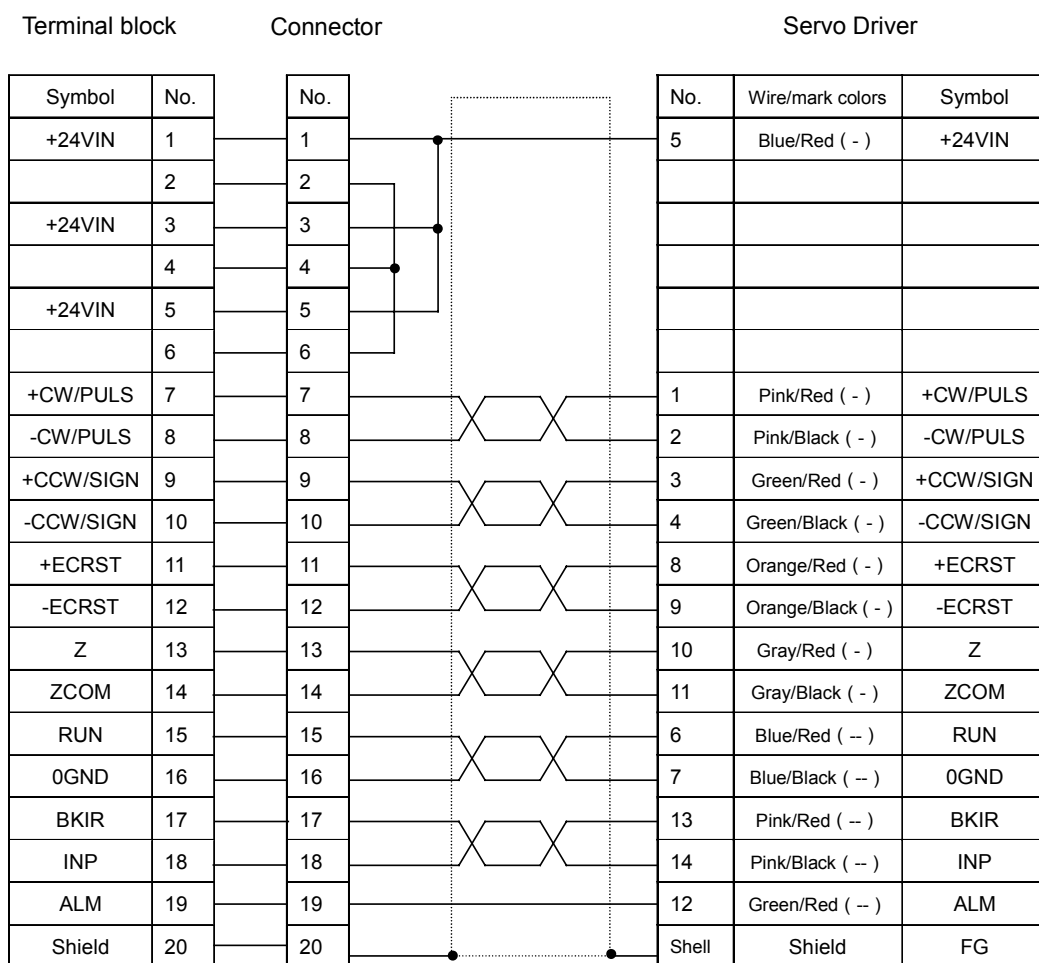 Terminal block Connector Servo Driver
Symbol No. No. No. Wire/mark colors Symbol
+24VIN 1 1 5 Blue/Red ( - ) +24VIN
2 2
+24VIN 3 3
4 4
+24VIN 5 5
6 6
+CW/PULS 7 7 1 Pink/Red ( - ) +CW/PULS
-CW/PULS 8 8 2 Pink/Black ( - ) -CW/PULS
+CCW/SIGN 9 9 3 Green/Red ( - ) +CCW/SIGN
-CCW/SIGN 10 10 4 Green/Black ( - ) -CCW/SIGN
+ECRST 11 11 8 Orange/Red ( - ) +ECRST
-ECRST 12 12 9 Orange/Black ( - ) -ECRST
Z 13 13 10 Gray/Red ( - ) Z
ZCOM 14 14 11 Gray/Black ( - ) ZCOM
RUN 15 15 6 Blue/Red ( -- ) RUN
0GND 16 16 7 Blue/Black ( -- ) 0GND
BKIR 17 17 13 Pink/Red ( -- ) BKIR
INP 18 18 14 Pink/Black ( -- ) INP
ALM 19 19 12 Green/Red ( -- ) ALM
Shield 20 20 Shell Shield FG